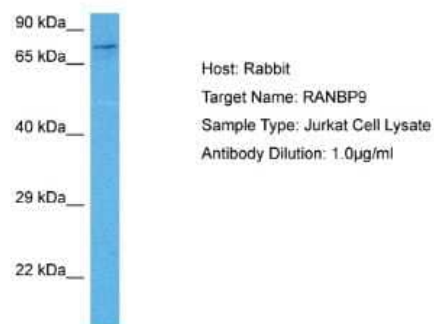 90 kDa__
65 kDa__
Host: Rabbit
Target Name: RANBP9
Sample Type: Jurkat Cell Lysate
40 kDa__
Antibody Dilution: 1.0µg/ml
29 kDa__
22 kDa__